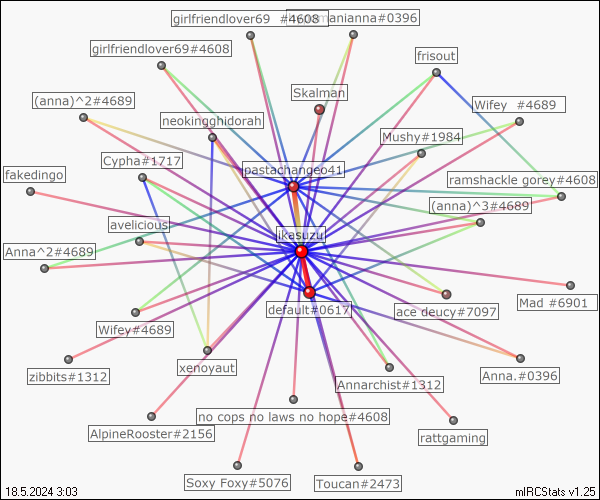 girlfriendlover69 #4608
manianna#0396
girlfriendlover69#4608
frisout
Skalman
(anna)^2#4689
Wifey #4689
neokingghidorah
Mushy#1984
Cypha#1717
pastachangeo41
fakedingo
ramshackle gorey#4608
(anna)^3#4689
avelicious
ikesuzu
Anna^2#4689
Mad #6901
default#0617
ace deucy#7097
Wifey#4689
xenoyaut
zibbits#1312
Annarchist#1312
Anna.#0396
no cops no laws no hope#4608
AlpineRooster#2156
rattgaming
Soxy Foxy#5076
Toucan#2473
18.5.2024 3:03
mIRCStats v1.25